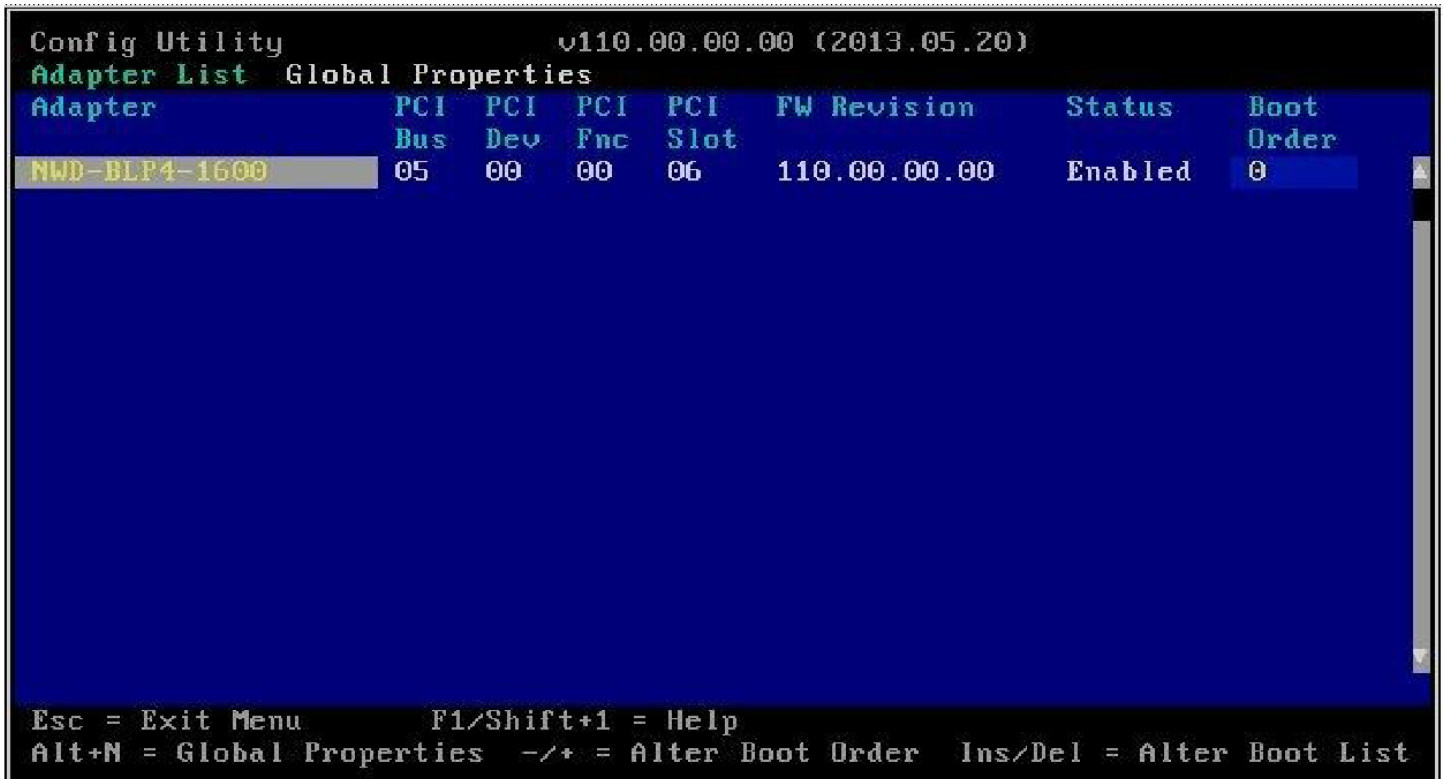 Config Utility v110.00.00.00 (2013.05.20)
Adapter List Global Properties
Adapter PCI PCI PCI PCI FW Revision Status Boot
Bus Dev Fnc Slot Order
NWD-BLP4-1600 05 00 00 06 110.00.00.00 Enabled 0
Esc = Exit Menu F1/Shift+1 = Help
Alt+N = Global Properties -/+ = Alter Boot Order Ins/Del = Alter Boot List